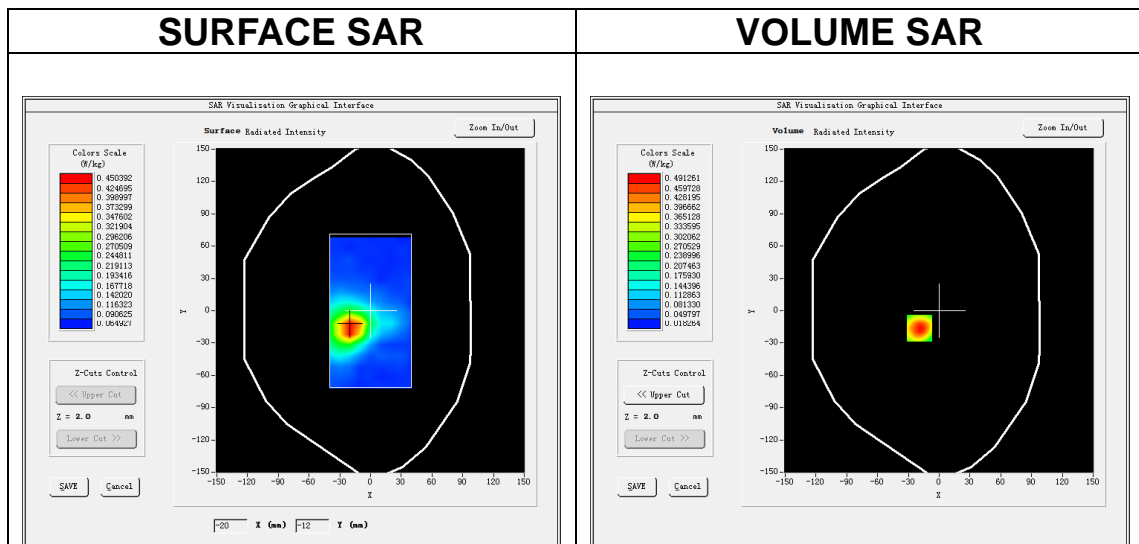 SURFACE SAR
VOLUME SAR
SAR Visualisation Graphical Interface
Surface Radiated Intensity
Zoom In/Out
Colors Scale
(W/kg)
0.450392
0.424695
0.398997
0.373299
0.347602
0.321904
0.296206
0.270509
0.244811
0.219113
0.193416
0.167718
0.142020
0.116323
0.090625
0.064927
150
120
90
60
30
0
-30
-60
-90
-120
-150
Y
-150 -120 -90 -60 -30 0 30 60 90 120 150
X
Z-Cuts Control
<< Upper Cut
Z = 2.0 mm
Lower Cut >>
SAVE Cancel
-20 X (mm) -12 Y (mm)
SAR Visualisation Graphical Interface
Volume Radiated Intensity
Zoom In/Out
Colors Scale
(W/kg)
0.491261
0.459728
0.428195
0.396662
0.365128
0.333595
0.302062
0.270529
0.238996
0.207463
0.175930
0.144396
0.112863
0.081330
0.049797
0.018264
150
120
90
60
30
0
-30
-60
-90
-120
-150
Y
-150 -120 -90 -60 -30 0 30 60 90 120 150
X
Z-Cuts Control
<< Upper Cut
Z = 2.0 mm
Lower Cut >>
SAVE Cancel